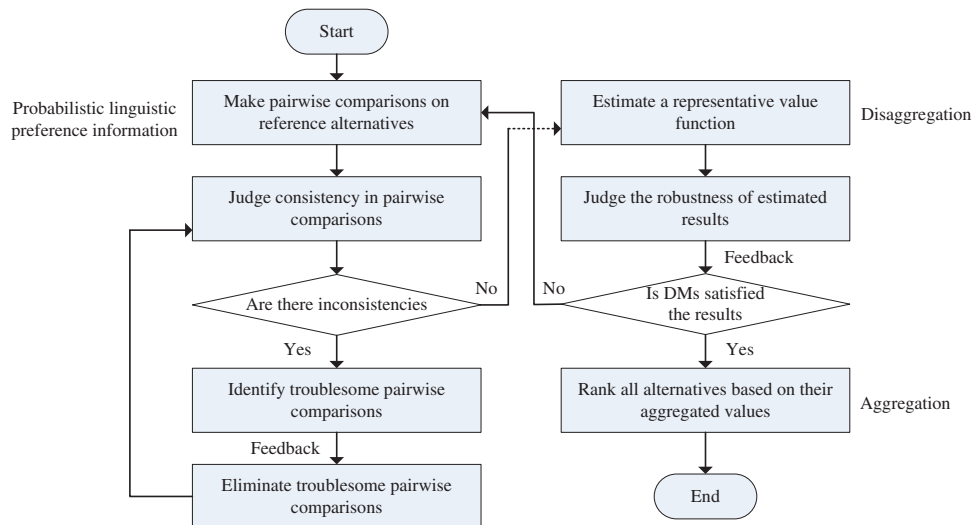 Start
Probabilistic linguistic
preference information
Make pairwise comparisons on
reference alternatives
Judge consistency in pairwise
comparisons
Are there inconsistencies
No
Yes
Identify troublesome pairwise
comparisons
Feedback
Eliminate troublesome pairwise
comparisons
Estimate a representative value
function
Disaggregation
Judge the robustness of estimated
results
Feedback
Is DMs satisfied
the results
No
Yes
Rank all alternatives based on their
aggregated values
Aggregation
End